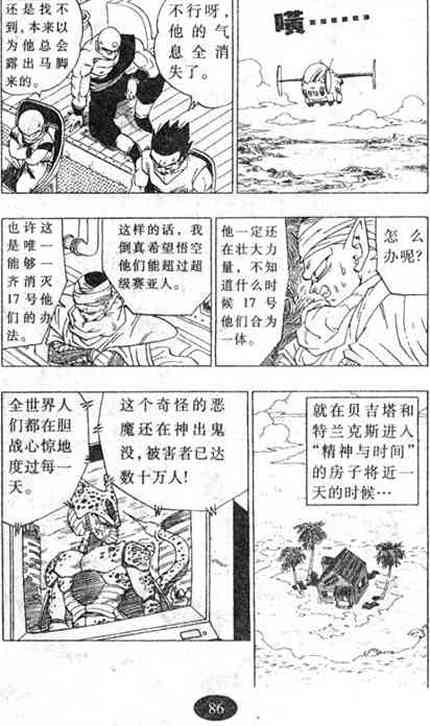 不行呀，
他的气
息全消
失了。
还是找不
到,本来以
为他总会
露出马脚
来的。
怎么
办呢?
他一定还
在壮大力
量，不知
道什么时
候 17 号
他们合为
一体。
这样的话，我
倒真希望悟空
他们能超过超
级赛亚人。
也许这
是唯一
能够一
齐消灭
17 号他
们的办
法。
就在贝吉塔和
特兰克斯进入
“精神与时间”
的房子将近一
天的时候…
这个奇怪的恶
魔还在神出鬼
没,被害者已达
数十万人!
全世界人
们都在胆
战心惊地
度过每一
天。
86